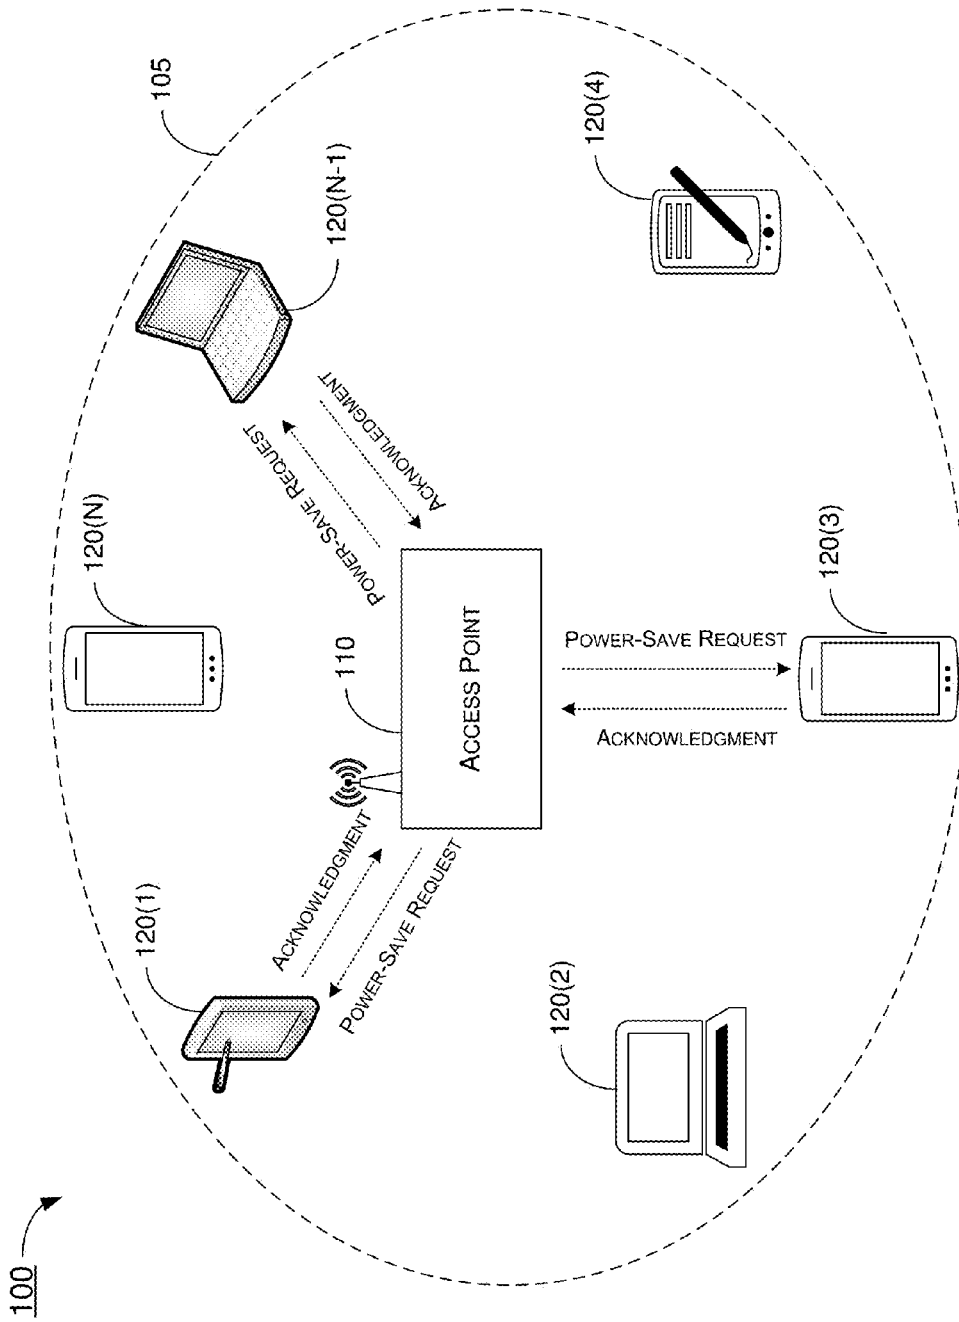 100
105
120(1)
120(N)
120(N-1)
ACKNOWLEDGMENT
POWER-SAVE REQUEST
110
POWER-SAVE REQUEST
ACKNOWLEDGMENT
ACCESS POINT
120(2)
ACKNOWLEDGMENT
POWER-SAVE REQUEST
120(3)
120(4)